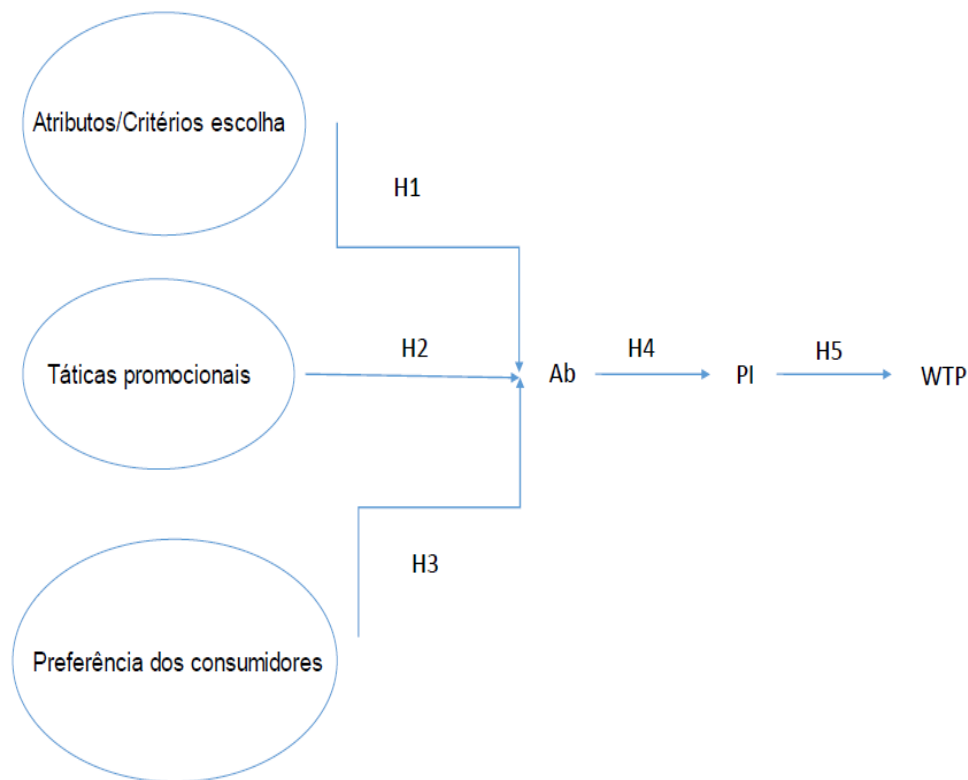 Atributos/Critérios escolha
H1
Táticas promocionais
H2
Ab
H4
PI
H5
WTP
H3
Preferência dos consumidores